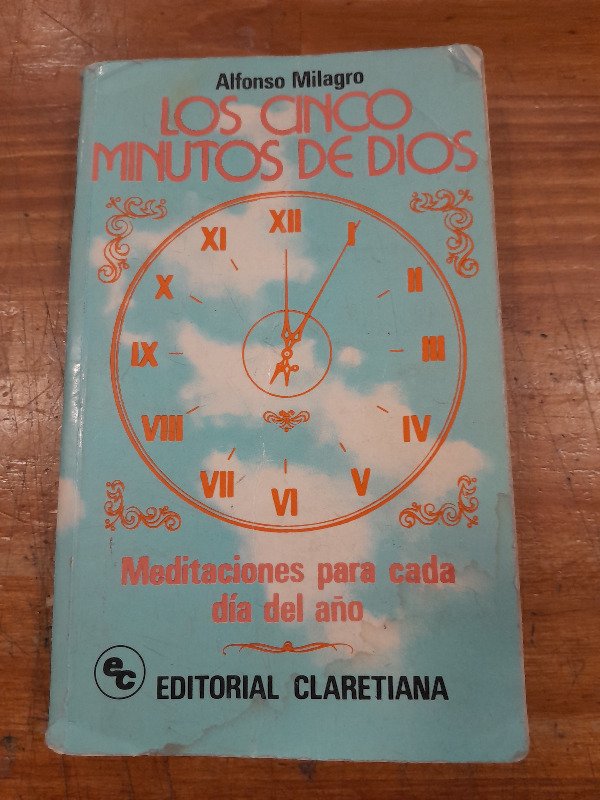 Alfonso Milagro
LOS CINCO
MINUTOS DE DIOS
XII
I
II
III
IV
V
VI
VII
VIII
IX
X
XI
Meditaciones para cada
día del año
ec
EDITORIAL CLARETIANA